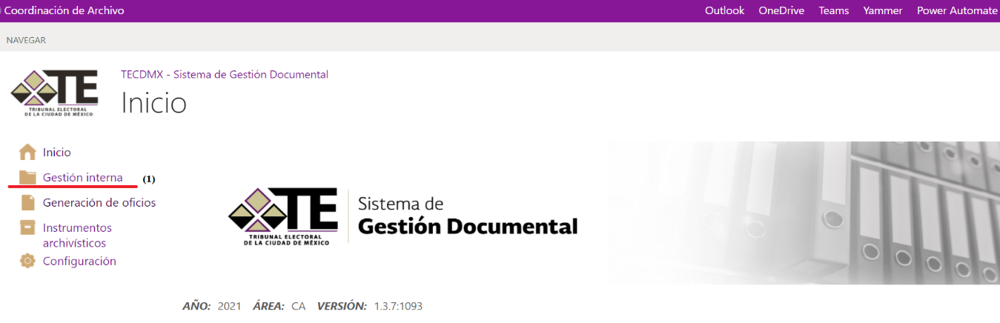 Coordinación de Archivo
Outlook OneDrive Teams Yammer Power Automate
NAVEGAR
TE
TRIBUNAL ELECTORAL
DE LA CIUDAD DE MÉXICO
TECDMX - Sistema de Gestión Documental
Inicio
Inicio
Gestión interna (1)
Generación de oficios
Instrumentos
archivísticos
Configuración
TE
TRIBUNAL ELECTORAL
DE LA CIUDAD DE MÉXICO
Sistema de
Gestión Documental
AÑO: 2021 ÁREA: CA VERSIÓN: 1.3.7:1093